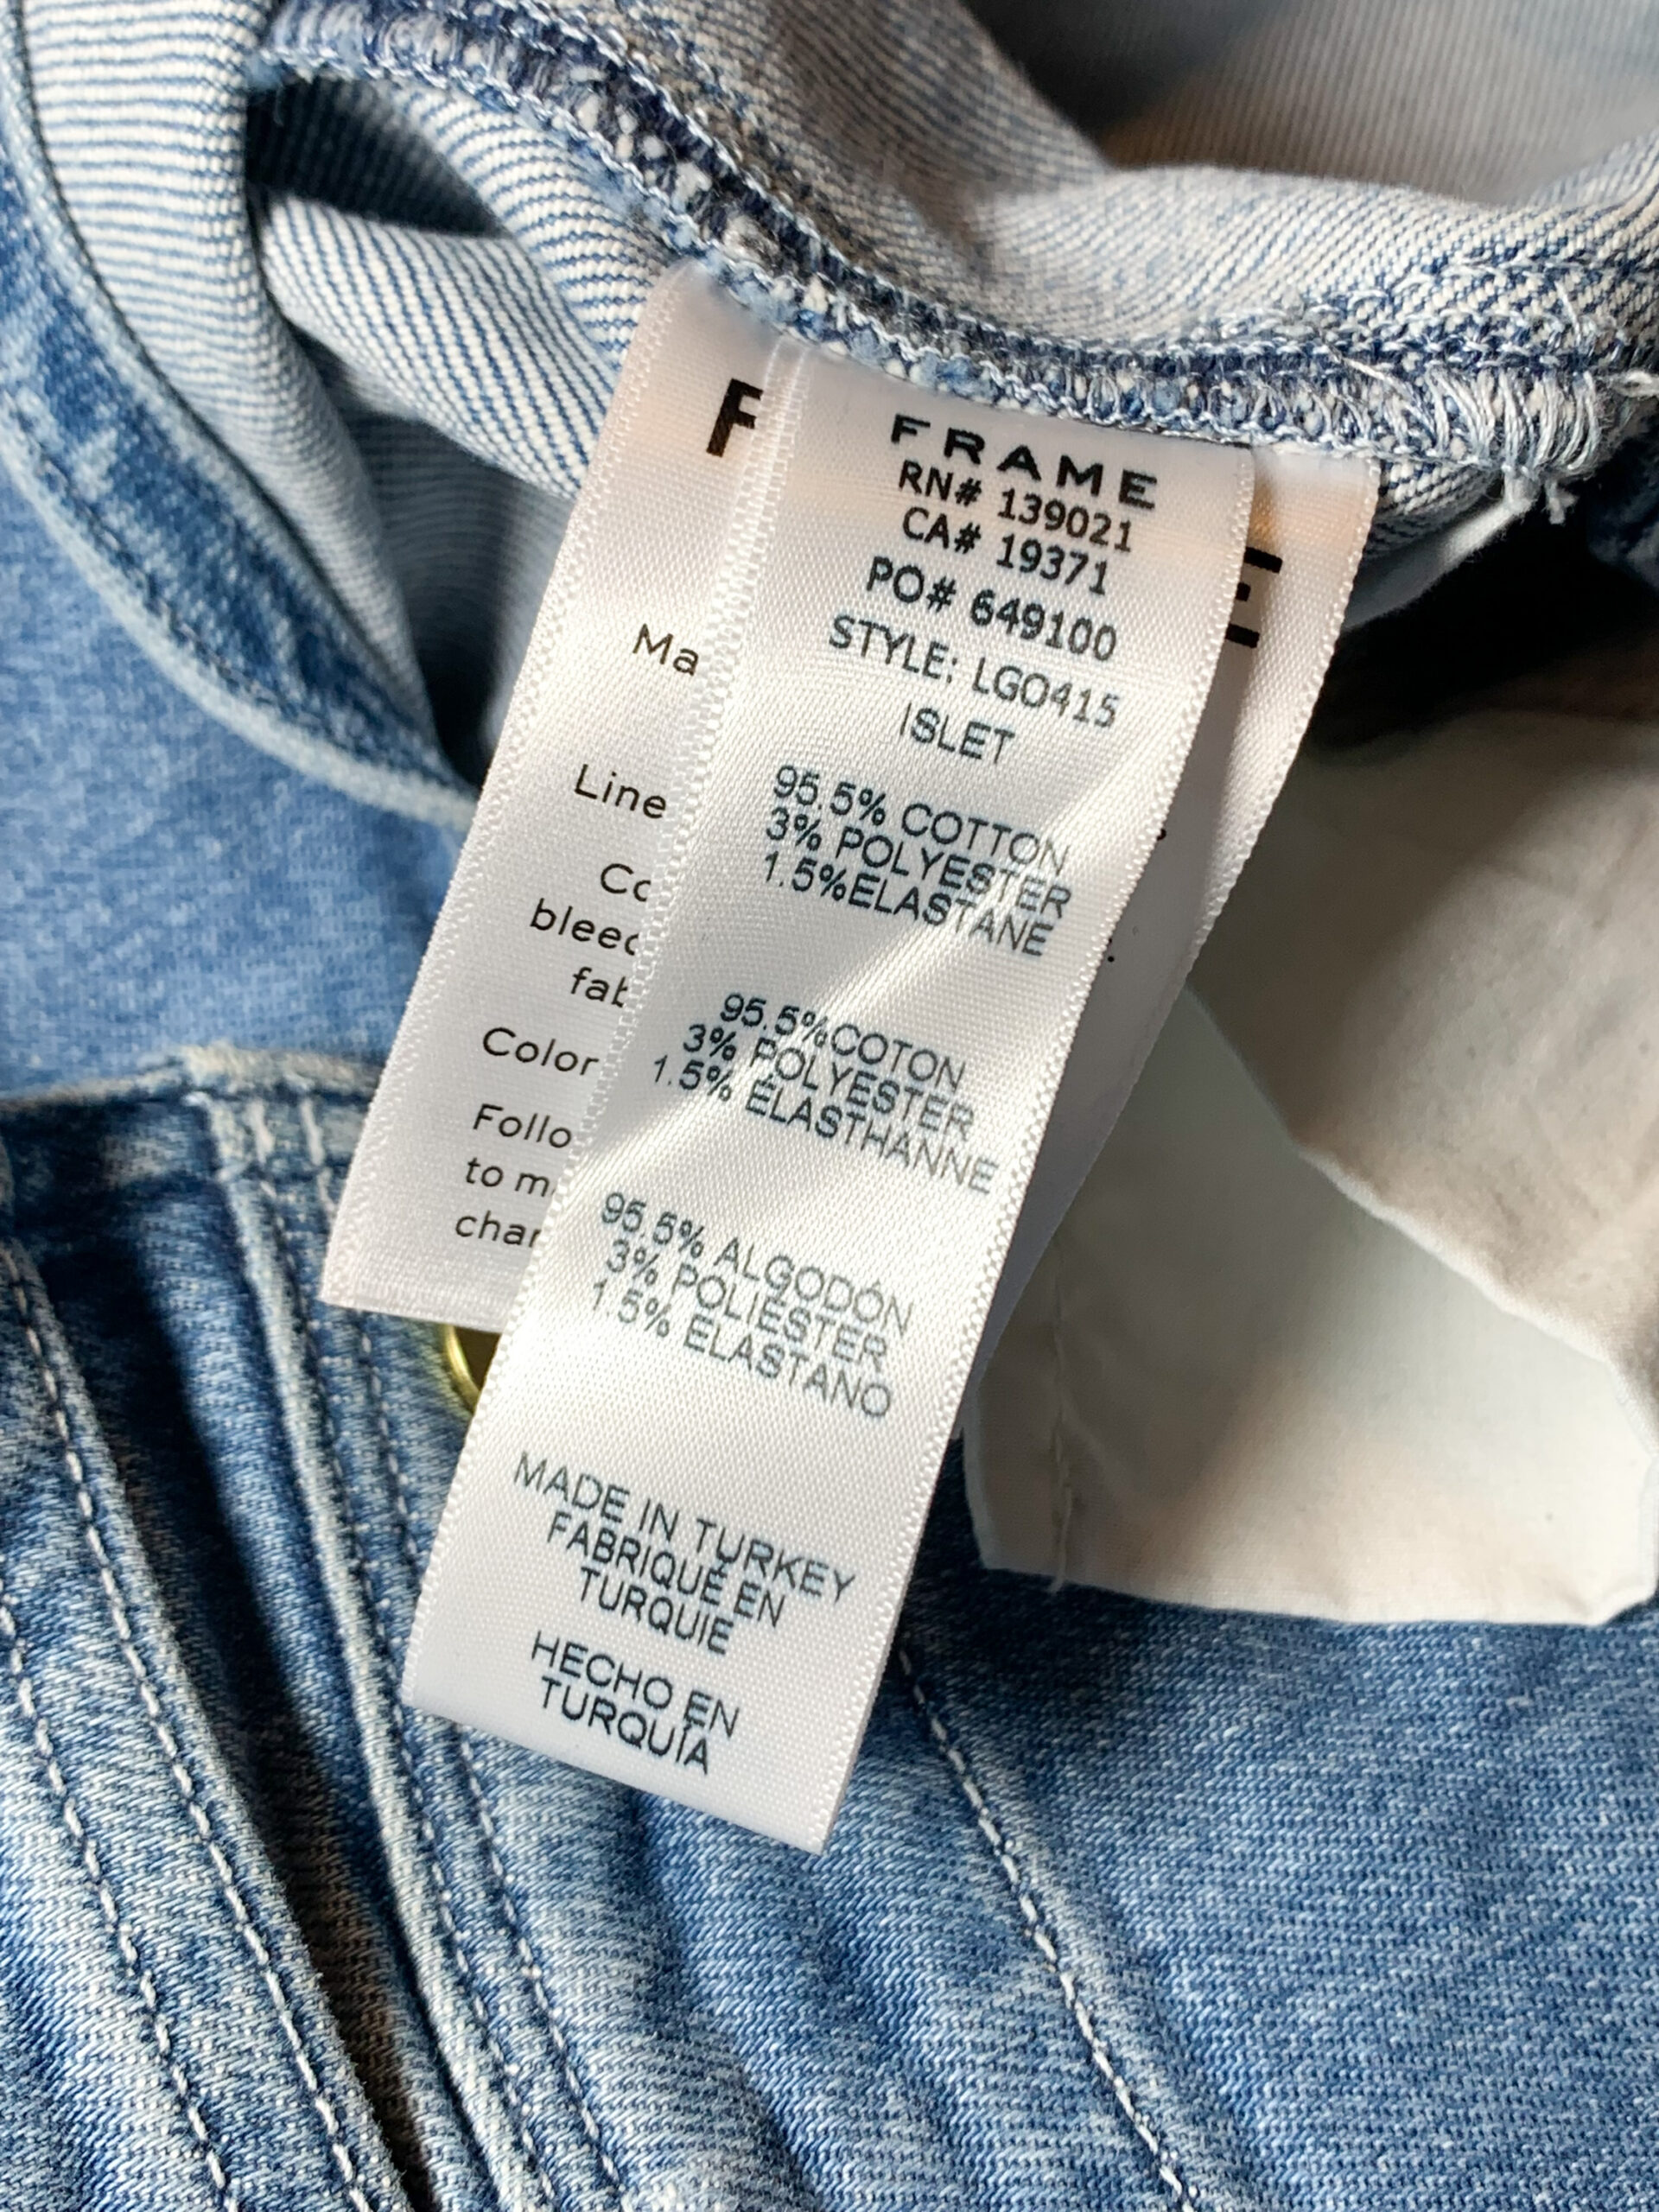 FRAME
RN# 139021
CA# 19371
PO# 649100
STYLE: LGO415
ISLET
95.5% COTTON
3% POLYESTER
1.5%ELASTANE
95.5%COTON
3% POLYESTER
1.5% ÉLASTHANNE
95.5% ALGODÓN
3% POLIÉSTER
1.5% ELASTANO
MADE IN TURKEY
FABRIQUÉ EN
TURQUIE
HECHO EN
TURQUÍA
F
E
Ma
Line
Co
bleed
fab
Color
Follo
to m
char